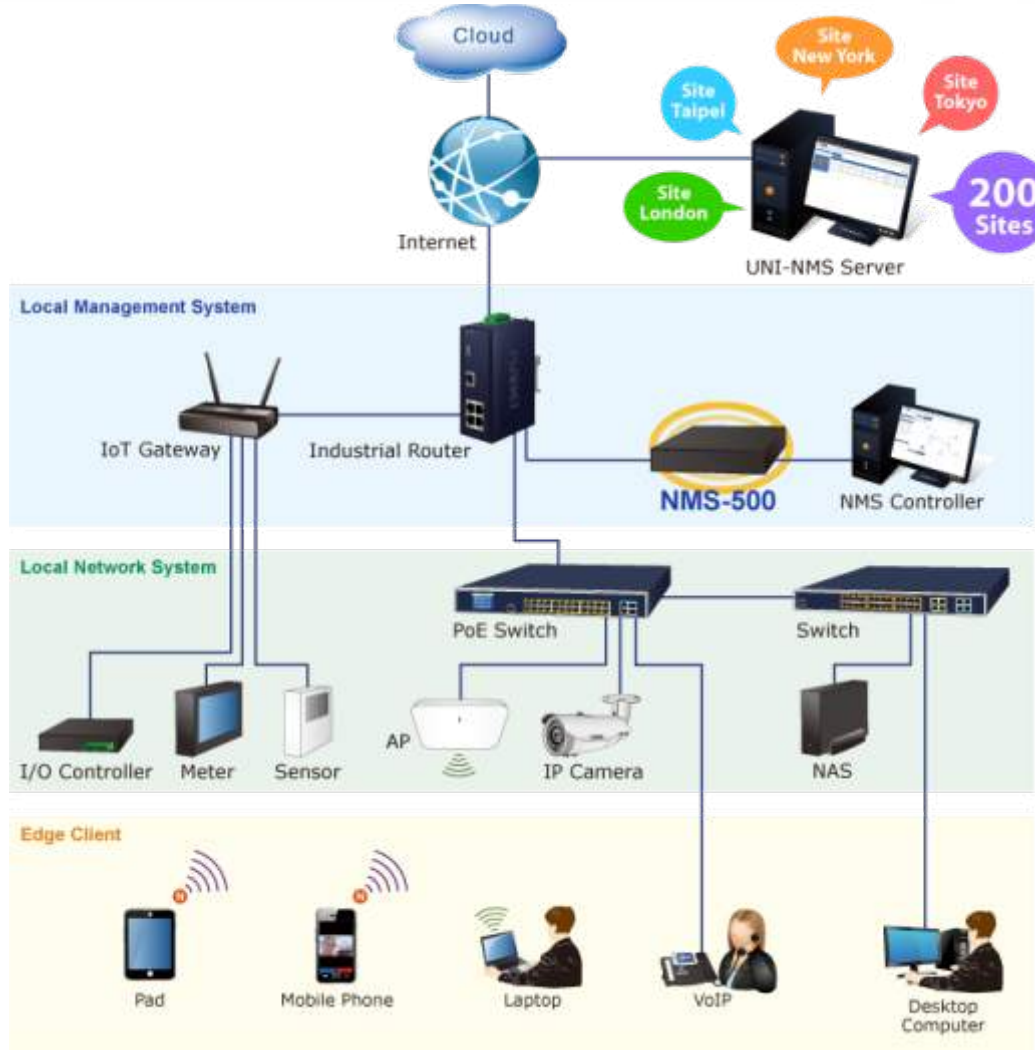 Cloud
Site
New York
Site
Taipei
Site
Tokyo
Site
London
200
Sites
Internet
UNI-NMS Server
Local Management System
IoT Gateway
Industrial Router
NMS-500
NMS Controller
Local Network System
PoE Switch
Switch
I/O Controller
Meter
Sensor
AP
IP Camera
NAS
Edge Client
N
N
Pad
Mobile Phone
Laptop
VoIP
Desktop
Computer